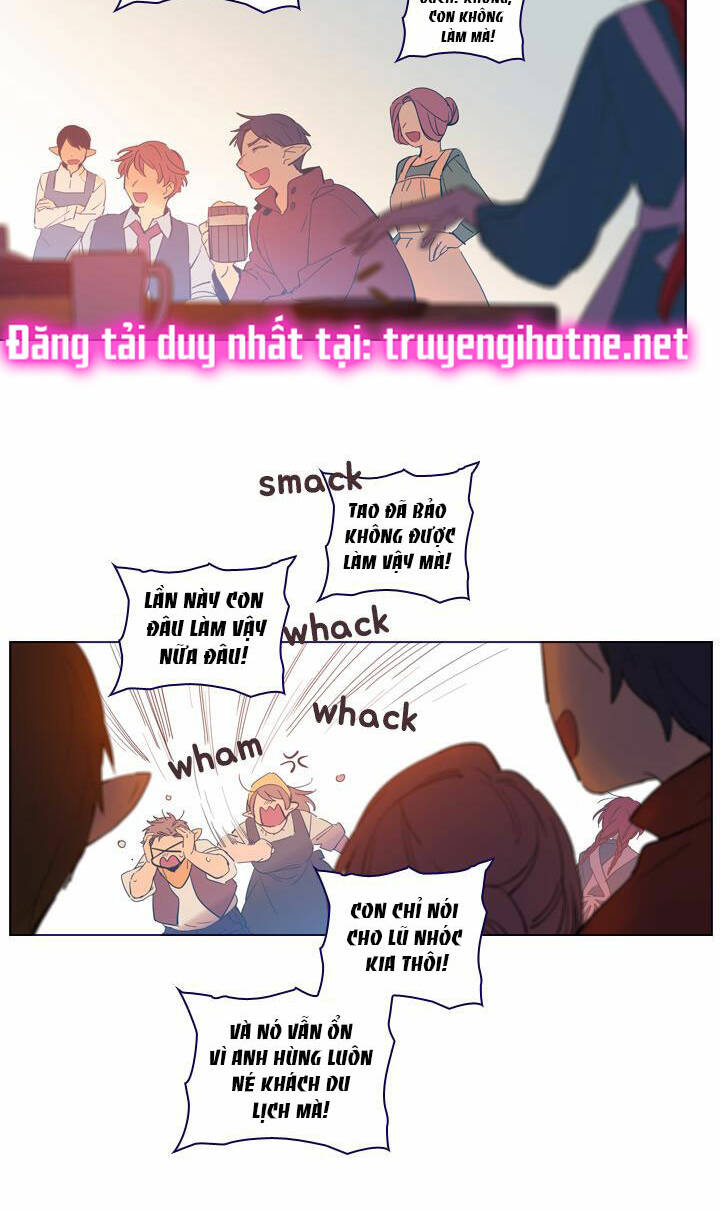 CON KHÔNG
LÀM MÀ!
Đăng tải duy nhất tại: truyengihotne.net
smack
TAO ĐÃ BẢO
KHÔNG ĐƯỢC
LÀM VẬY MÀ!
LẦN NÀY CON
ĐÂU LÀM VẬY
NỮA ĐÂU!
whack
whack
wham
CON CHỈ NÓI
CHO LŨ NHÓC
KIA THÔI!
VÀ NÓ VẪN ỔN
VÌ ANH HÙNG LUÔN
NÉ KHÁCH DU
LỊCH MÀ!